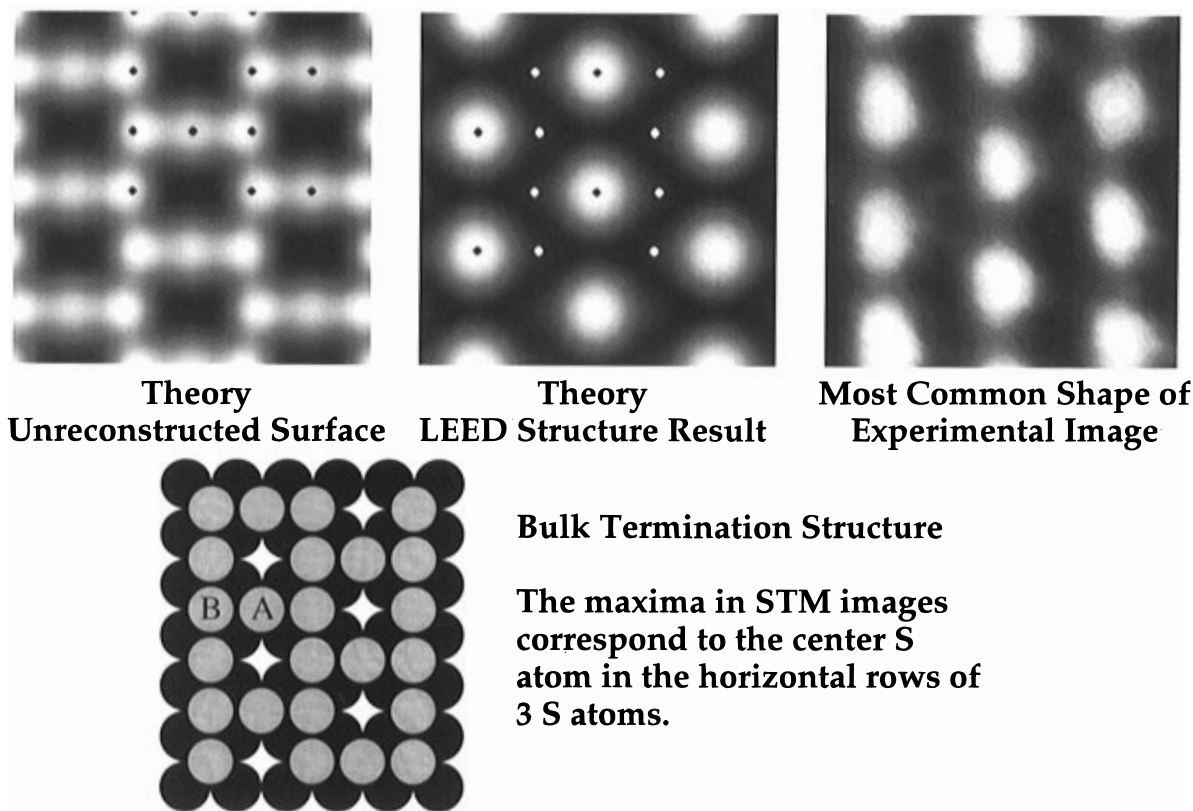 Theory
Unreconstructed Surface
Theory
LEED Structure Result
Most Common Shape of
Experimental Image
B A
Bulk Termination Structure
The maxima in STM images
correspond to the center S
atom in the horizontal rows of
3 S atoms.